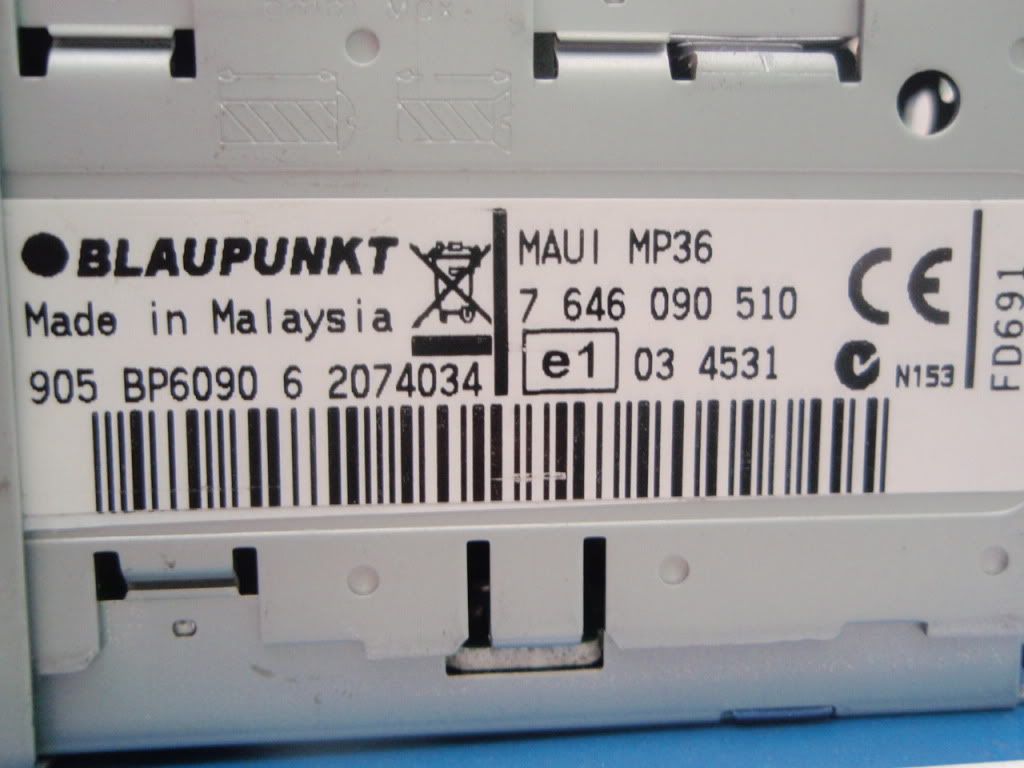 BLAUPUNKT
Made in Malaysia
905 BP6090 6 2074034
MAUI MP36
7 646 090 510
e1 03 4531
CE
N153
FD691